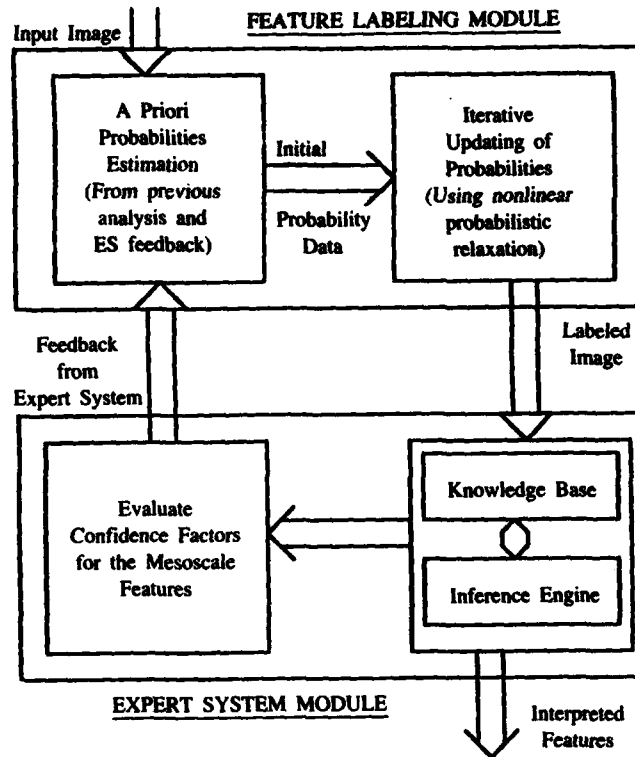 FEATURE LABELING MODULE
Input Image
A Priori
Probabilities
Estimation
(From previous
analysis and
ES feedback)
Initial
Probability
Data
Iterative
Updating of
Probabilities
(Using nonlinear
probabilistic
relaxation)
Feedback
from
Expert System
Labeled
Image
Evaluate
Confidence Factors
for the Mesoscale
Features
Knowledge Base
Inference Engine
EXPERT SYSTEM MODULE
Interpreted
Features